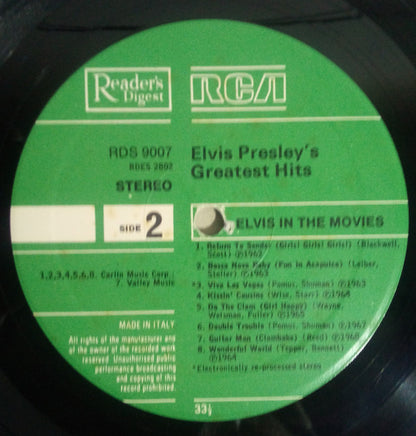 Reader's
Digest
RCA
RDS 9007
RDES 2602
STEREO
Elvis Presley's
Greatest Hits
SIDE 2
ELVIS IN THE MOVIES
1. Return To Sender (Girls! Girls! Girls!) (Blackwell,
Scott) ℗1962
2. Bossa Nova Baby (Fun in Acapulco) (Leiber,
Stoller) ℗1963
*3. Viva Las Vegas (Pomus, Shuman) ℗1963
4. Kissin' Cousins (Wise, Starr) ℗1964
5. Do The Clam (Girl Happy) (Wayne,
Weisman, Fuller) ℗1965
6. Double Trouble (Pomus, Shuman) ℗1967
7. Guitar Man (Clambake) (Reed) ℗1968
8. Wonderful World (Tepper, Bennett)
*Electronically re-processed stereo
1,2,3,4,5,6,8. Carlin Music Corp.
7. Valley Music
MADE IN ITALY
All rights of the manufacturer and
of the owner of the recorded work
reserved. Unauthorised public
performance broadcasting
and copying of this
record prohibited.
33⅓